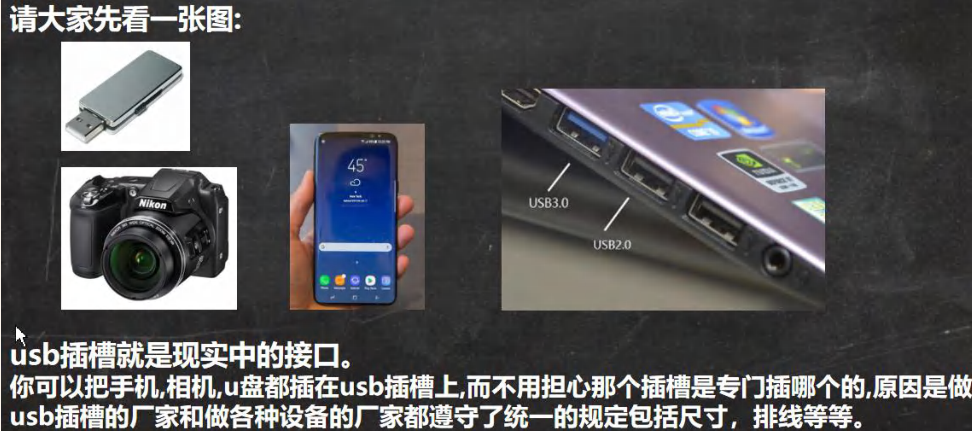 请大家先看一张图:
Nikon
45°
USB3.0
USB2.0
usb插槽就是现实中的接口。
你可以把手机,相机,u盘都插在usb插槽上,而不用担心那个插槽是专门插哪个的,原因是做
usb插槽的厂家和做各种设备的厂家都遵守了统一的规定包括尺寸，排线等等。